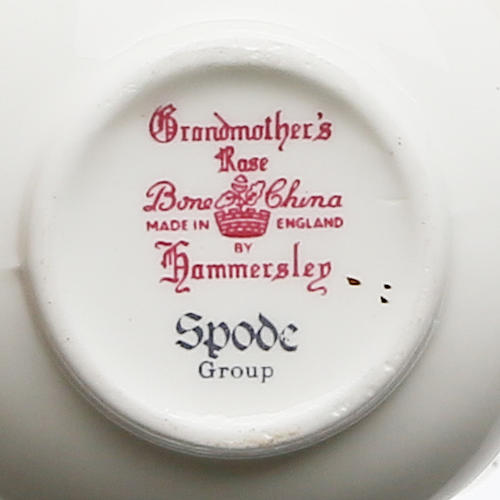 Grandmother's
Rose
Bone China
MADE IN ENGLAND
BY
Hammersley
Spode
Group